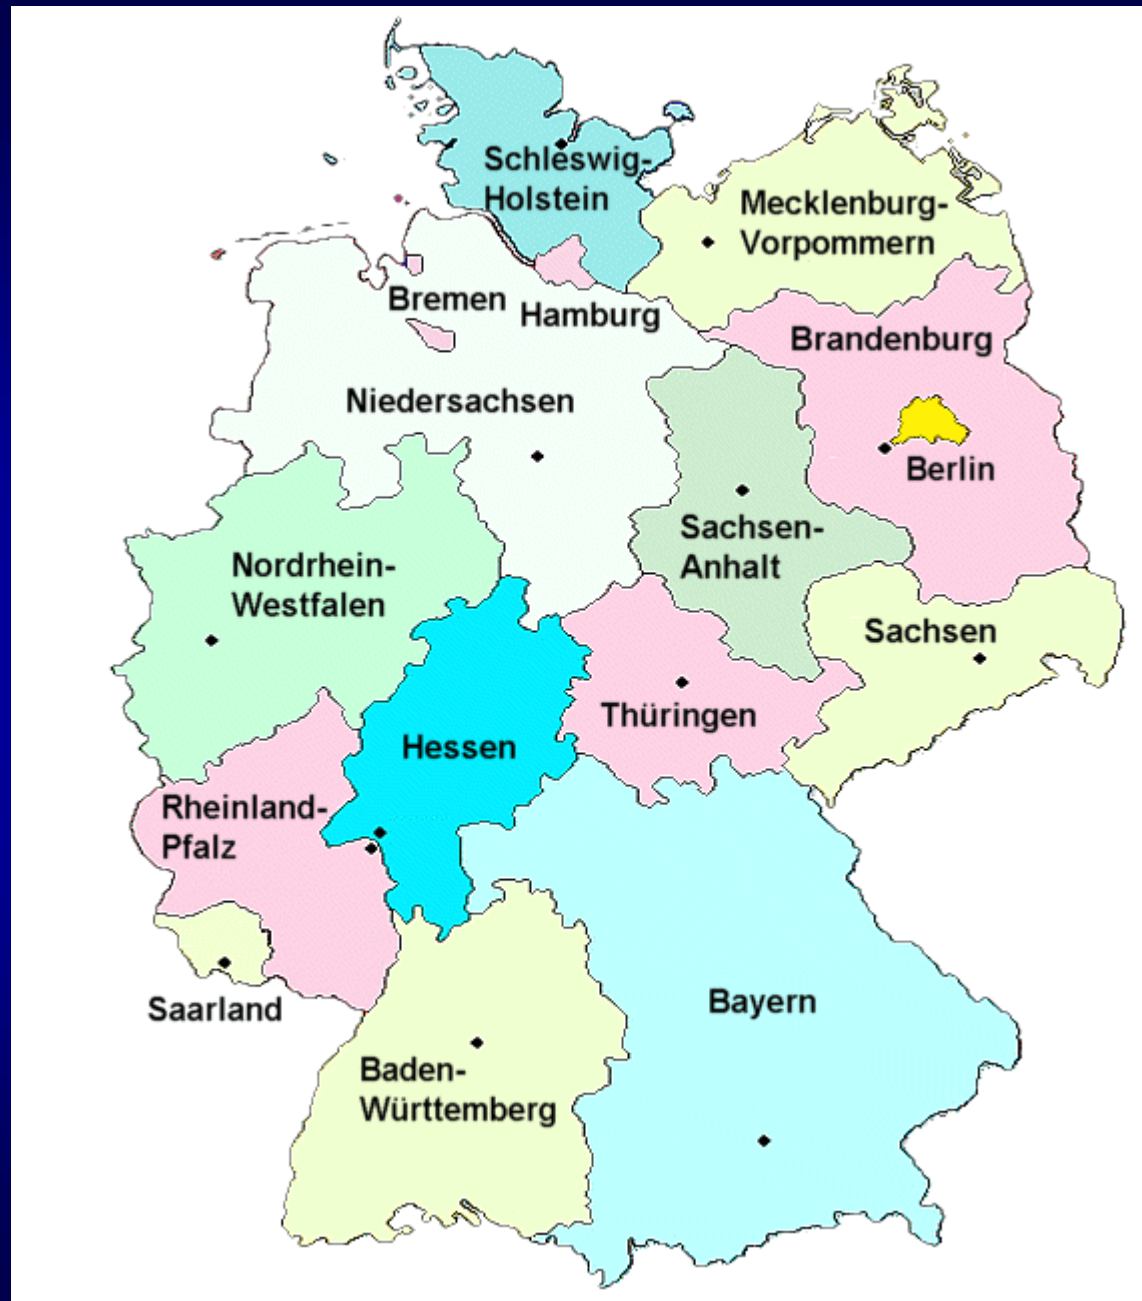 Schleswig-
Holstein
Mecklenburg-
Vorpommern
Bremen
Hamburg
Brandenburg
Niedersachsen
Berlin
Sachsen-
Anhalt
Nordrhein-
Westfalen
Sachsen
Thüringen
Hessen
Rheinland-
Pfalz
Saarland
Bayern
Baden-
Württemberg